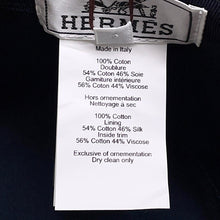 HERMES
Made in Italy
100% Coton
Doublure
54% Coton 46% Soie
Garniture intérieure
56% Coton 44% Viscose
Hors ornementation
Nettoyage a sec
100% Cotton
Lining
54% Cotton 46% Silk
Inside trim
56% Cotton 44% Viscose
Exclusive of ornementation
Dry clean only